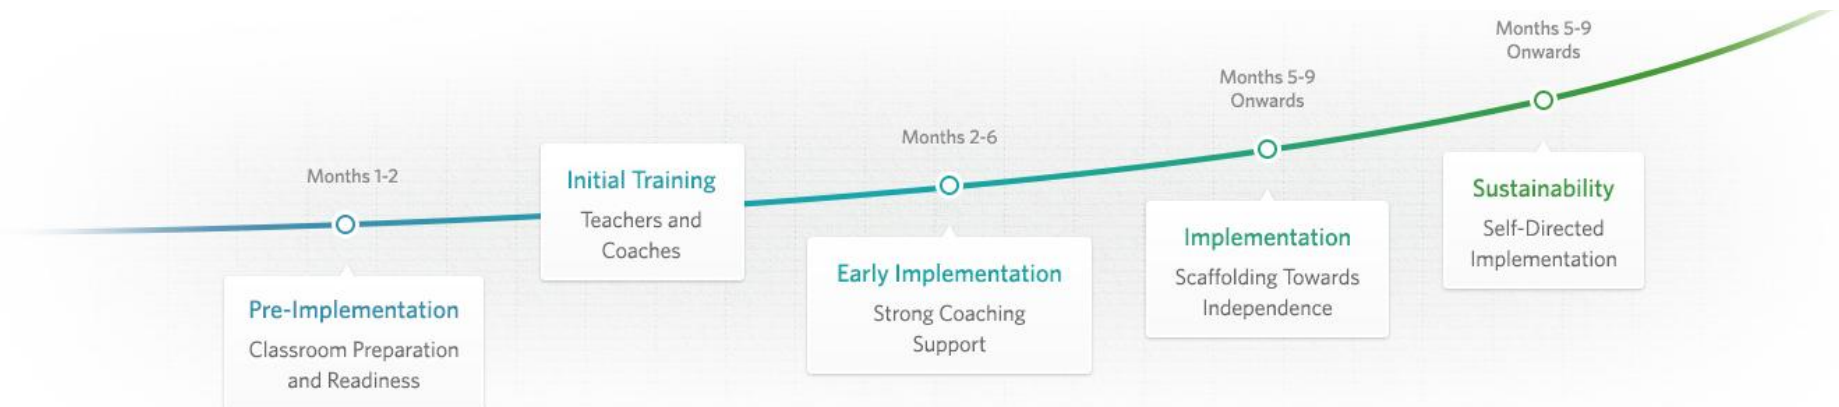 Months 1-2
Pre-Implementation
Classroom Preparation
and Readiness
Initial Training
Teachers and
Coaches
Months 2-6
Early Implementation
Strong Coaching
Support
Months 5-9
Onwards
Implementation
Scaffolding Towards
Independence
Months 5-9
Onwards
Sustainability
Self-Directed
Implementation